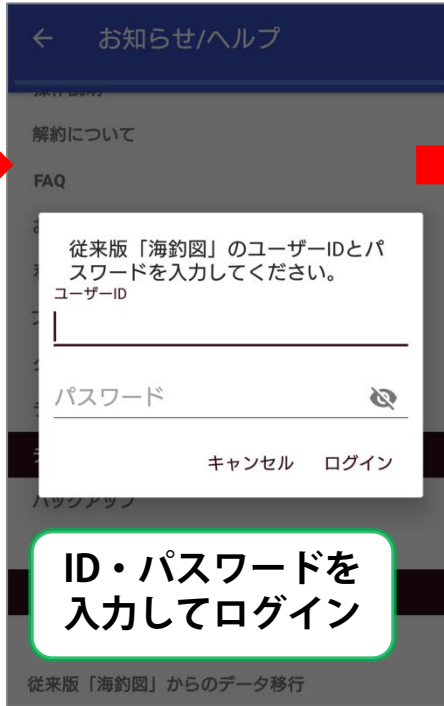 ← お知らせ/ヘルプ
解約について
FAQ
従来版「海釣図」のユーザーIDとパ
スワードを入力してください。
ユーザーID
パスワード
キャンセル ログイン
バックアップ
ID・パスワードを
入力してログイン
従来版「海釣図」からのデータ移行